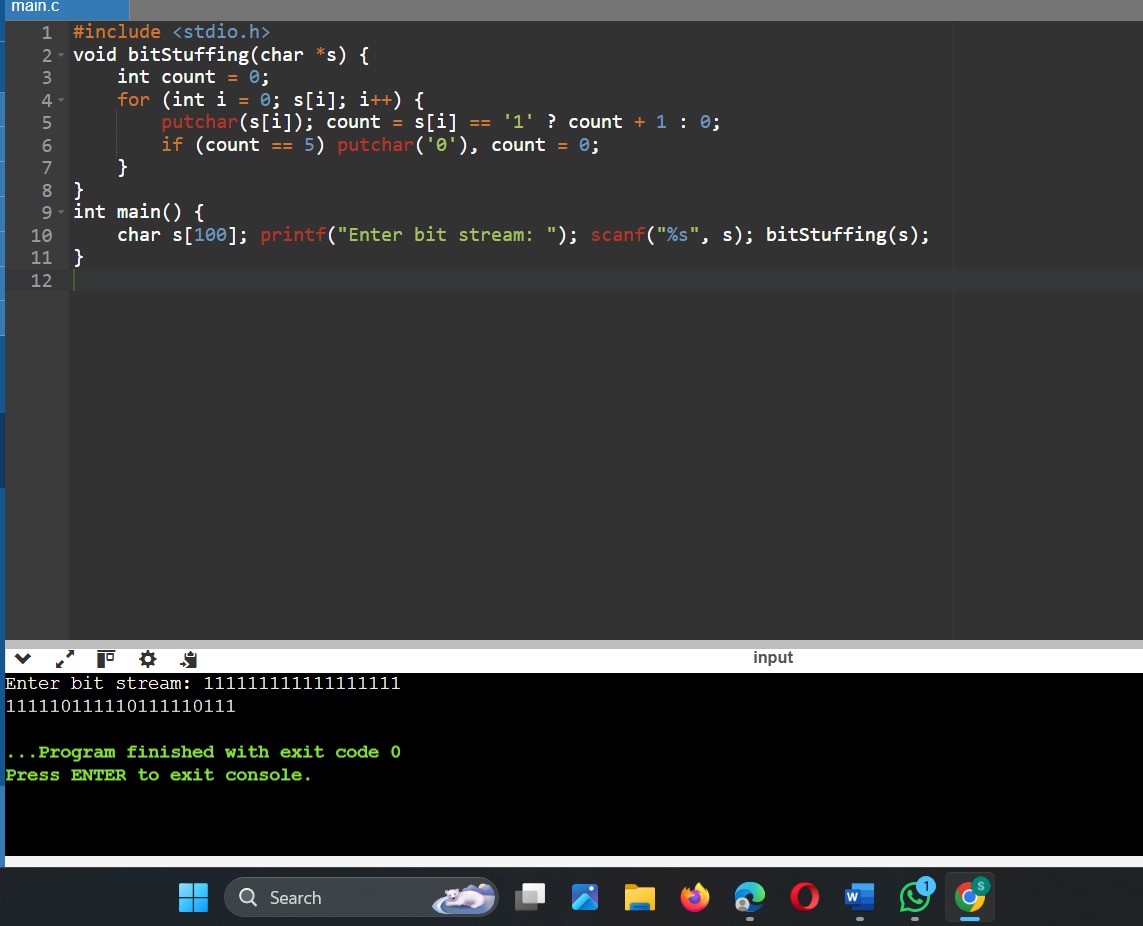 main.c
1 #include <stdio.h>
2 void bitStuffing(char *s) {
3 int count = 0;
4 for (int i = 0; s[i]; i++) {
5 putchar(s[i]); count = s[i] == '1' ? count + 1 : 0;
6 if (count == 5) putchar('0'), count = 0;
7 }
8 }
9 int main() {
10 char s[100]; printf("Enter bit stream: "); scanf("%s", s); bitStuffing(s);
11 }
12
input
Enter bit stream: 111111111111111111
111110111110111110111
...Program finished with exit code 0
Press ENTER to exit console.
Search
W
1
S